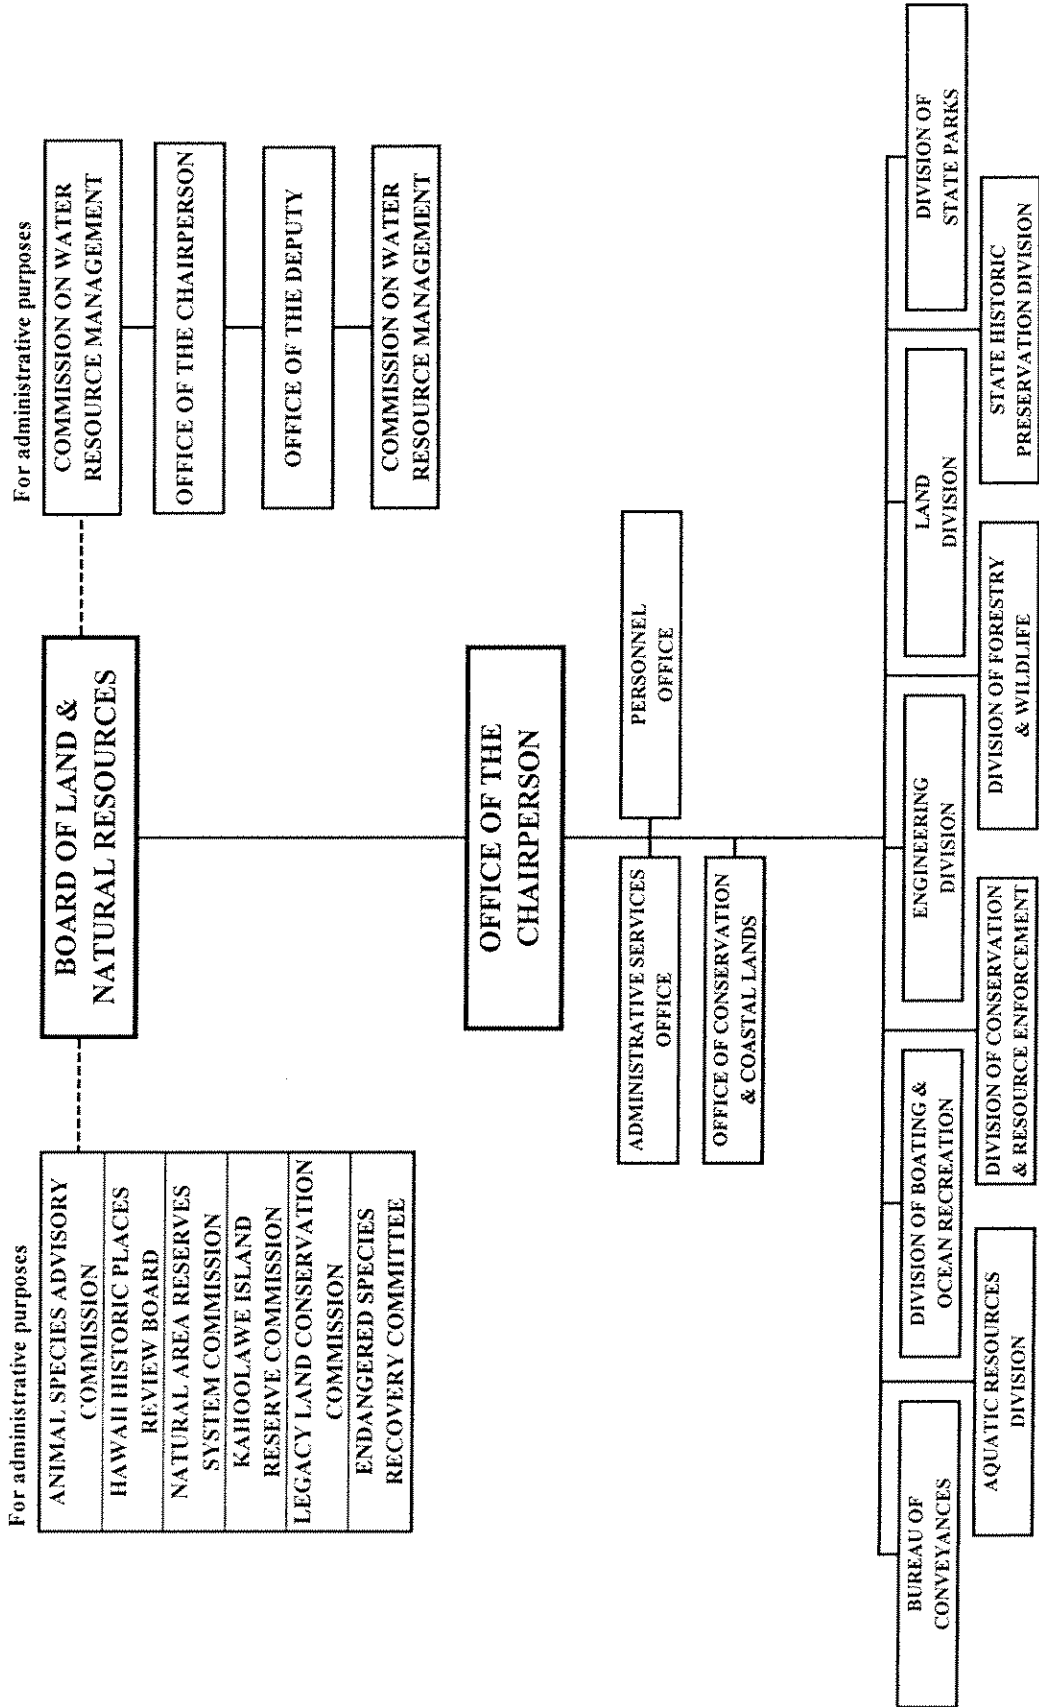 For administrative purposes
ANIMAL SPECIES ADVISORY
COMMISSION
HAWAII HISTORIC PLACES
REVIEW BOARD
NATURAL AREA RESERVES
SYSTEM COMMISSION
KAHOOLAWE ISLAND
RESERVE COMMISSION
LEGACY LAND CONSERVATION
COMMISSION
ENDANGERED SPECIES
RECOVERY COMMITTEE
BOARD OF LAND &
NATURAL RESOURCES
For administrative purposes
COMMISSION ON WATER
RESOURCE MANAGEMENT
OFFICE OF THE CHAIRPERSON
OFFICE OF THE DEPUTY
COMMISSION ON WATER
RESOURCE MANAGEMENT
OFFICE OF THE
CHAIRPERSON
ADMINISTRATIVE SERVICES
OFFICE
PERSONNEL
OFFICE
OFFICE OF CONSERVATION
& COASTAL LANDS
BUREAU OF
CONVEYANCES
DIVISION OF BOATING &
OCEAN RECREATION
ENGINEERING
DIVISION
LAND
DIVISION
DIVISION OF
STATE PARKS
AQUATIC RESOURCES
DIVISION
DIVISION OF CONSERVATION
& RESOURCE ENFORCEMENT
DIVISION OF FORESTRY
& WILDLIFE
STATE HISTORIC
PRESERVATION DIVISION